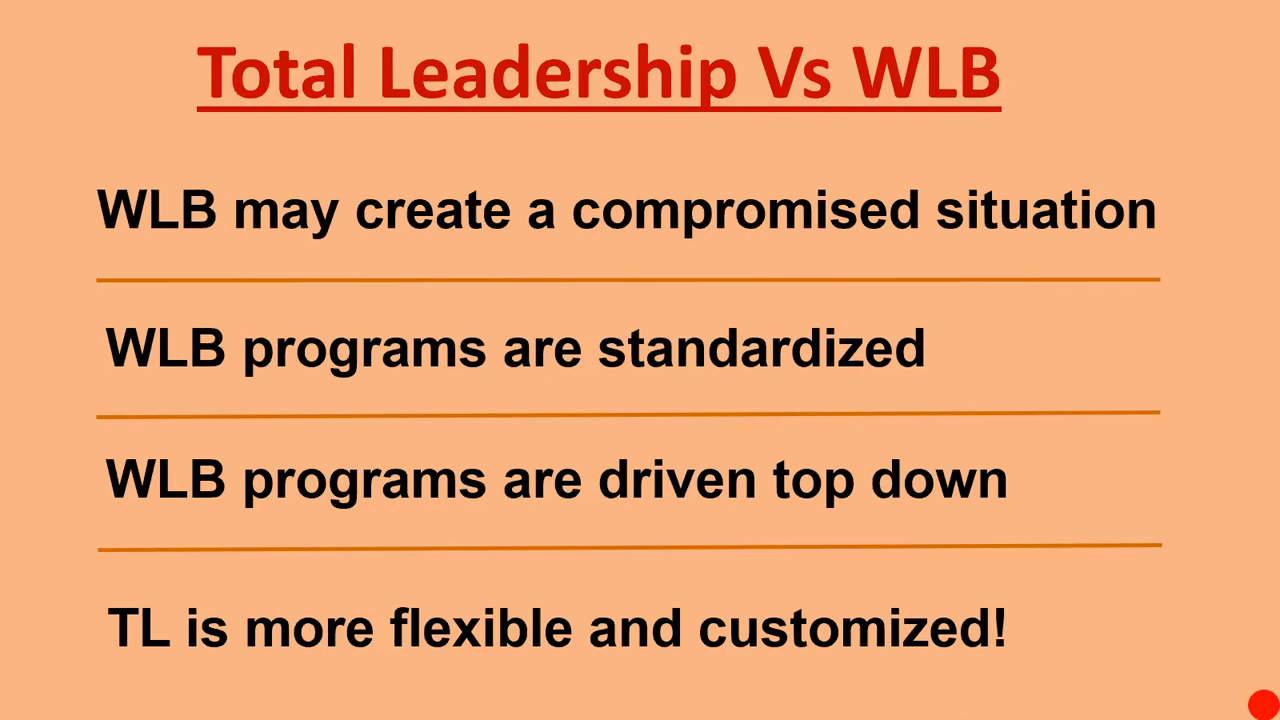 Total Leadership Vs WLB
WLB may create a compromised situation
WLB programs are standardized
WLB programs are driven top down
TL is more flexible and customized!